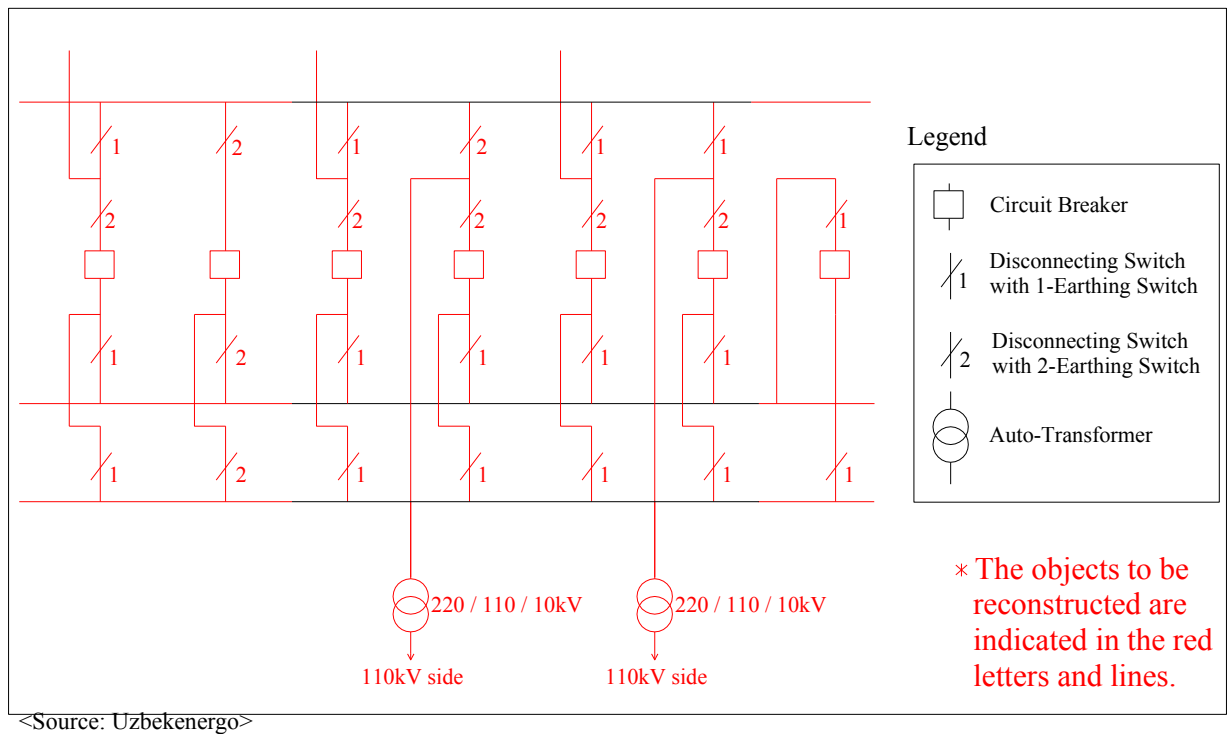 1 2 1 2 1 1
2 2 2 2 2 1
1 2 1 1 1 1
1 2 1 1 1 1 1
220 / 110 / 10kV
220 / 110 / 10kV
110kV side
110kV side
Legend
Circuit Breaker
1
Disconnecting Switch
with 1-Earthing Switch
2
Disconnecting Switch
with 2-Earthing Switch
Auto-Transformer
* The objects to be
reconstructed are
indicated in the red
letters and lines.
<Source: Uzbekenergo>